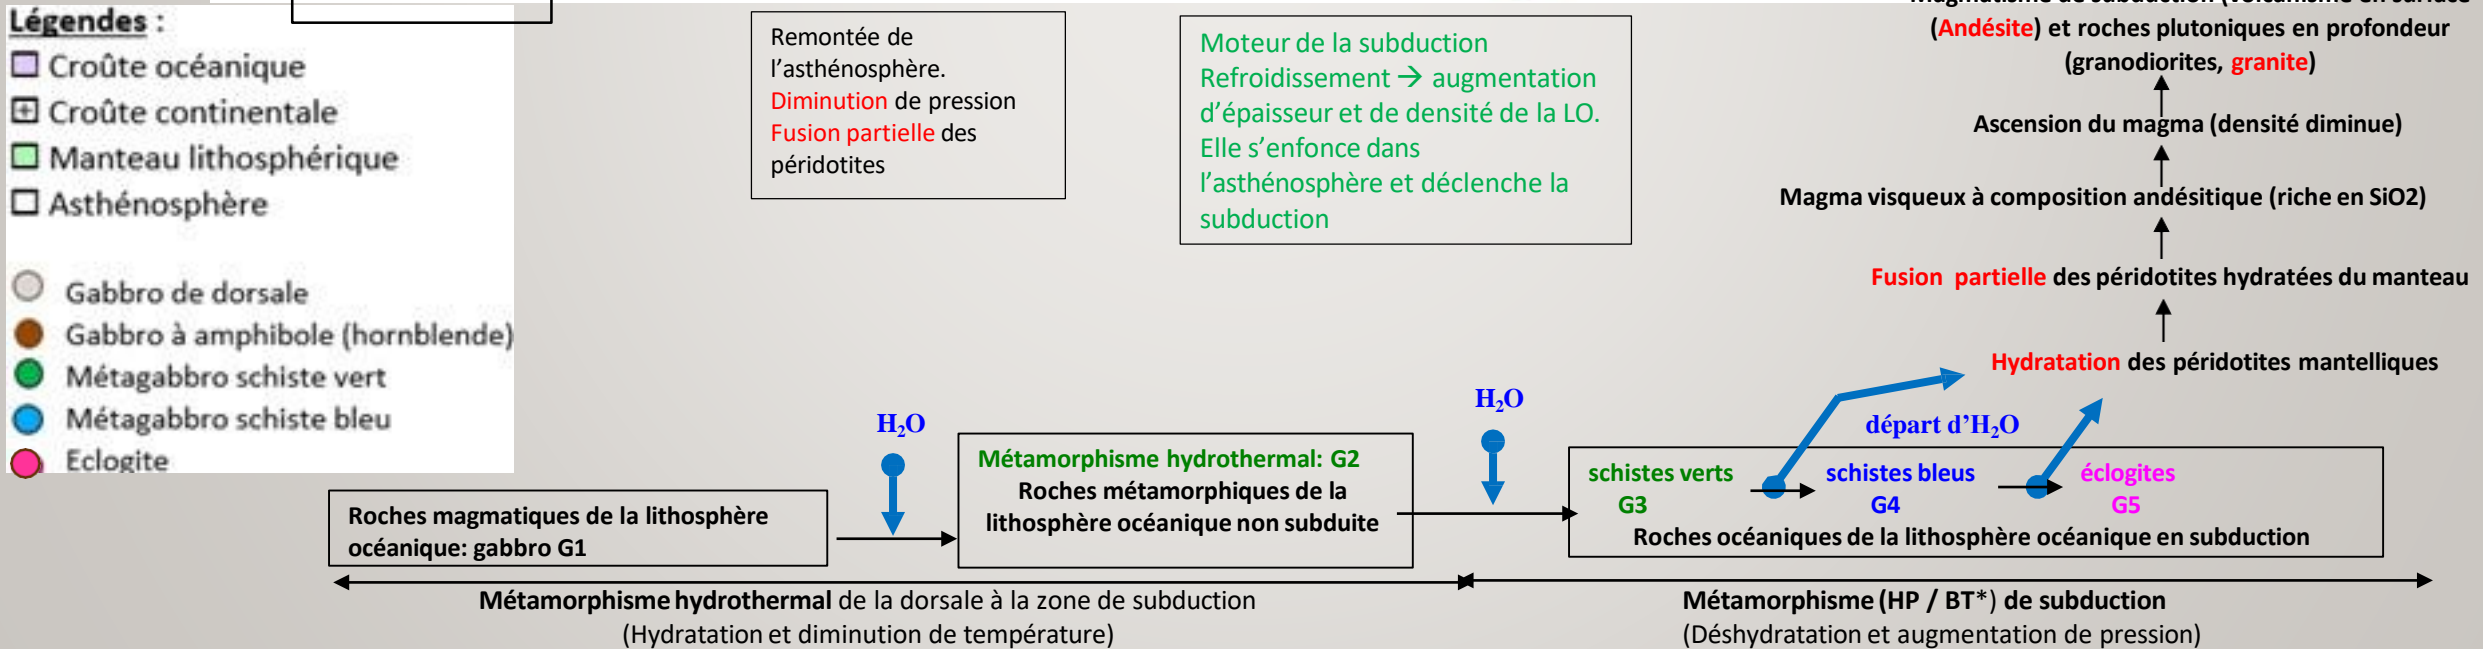 Légendes :
Croûte océanique
Croûte continentale
Manteau lithosphérique
Asthénosphère
Gabbro de dorsale
Gabbro à amphibole (hornblende)
Métagabbro schiste vert
Métagabbro schiste bleu
Eclogite
Remontée de
l’asthénosphère.
Diminution de pression
Fusion partielle des
péridotites
Moteur de la subduction
Refroidissement → augmentation
d’épaisseur et de densité de la LO.
Elle s’enfonce dans
l’asthénosphère et déclenche la
subduction
Magmatisme de subduction (volcanisme en surface
(Andésite) et roches plutoniques en profondeur
(granodiorites, granite)
Ascension du magma (densité diminue)
Magma visqueux à composition andésitique (riche en SiO2)
Fusion partielle des péridotites hydratées du manteau
Hydratation des péridotites mantelliques
H₂O
H₂O
départ d’H₂O
Roches magmatiques de la lithosphère
océanique: gabbro G1
Métamorphisme hydrothermal: G2
Roches métamorphiques de la
lithosphère océanique non subduite
schistes verts
G3
schistes bleus
G4
éclogites
G5
Roches océaniques de la lithosphère océanique en subduction
Métamorphisme hydrothermal de la dorsale à la zone de subduction
(Hydratation et diminution de température)
Métamorphisme (HP / BT*) de subduction
(Déshydratation et augmentation de pression)